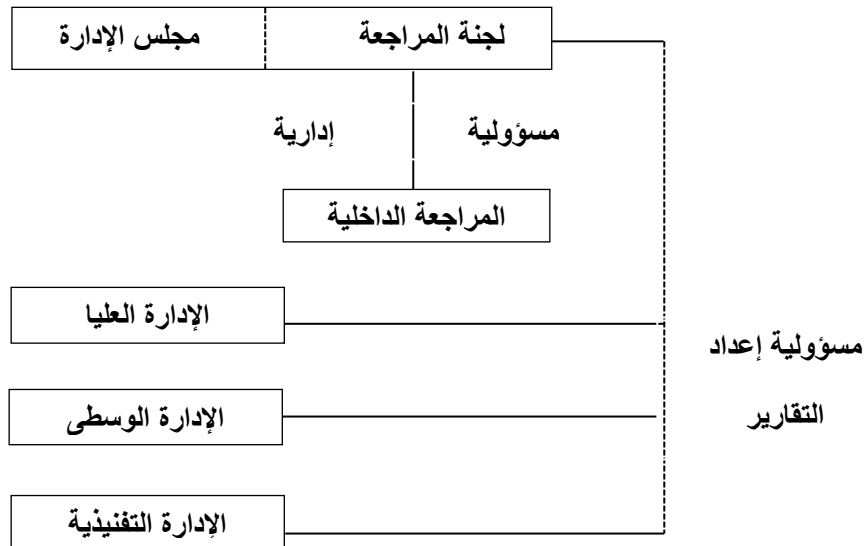 لجنة المراجعة
مجلس الإدارة
مسؤولية
إدارية
المراجعة الداخلية
الإدارة العليا
مسؤولية إعداد
التقارير
الإدارة الوسطى
الإدارة التفنيذية